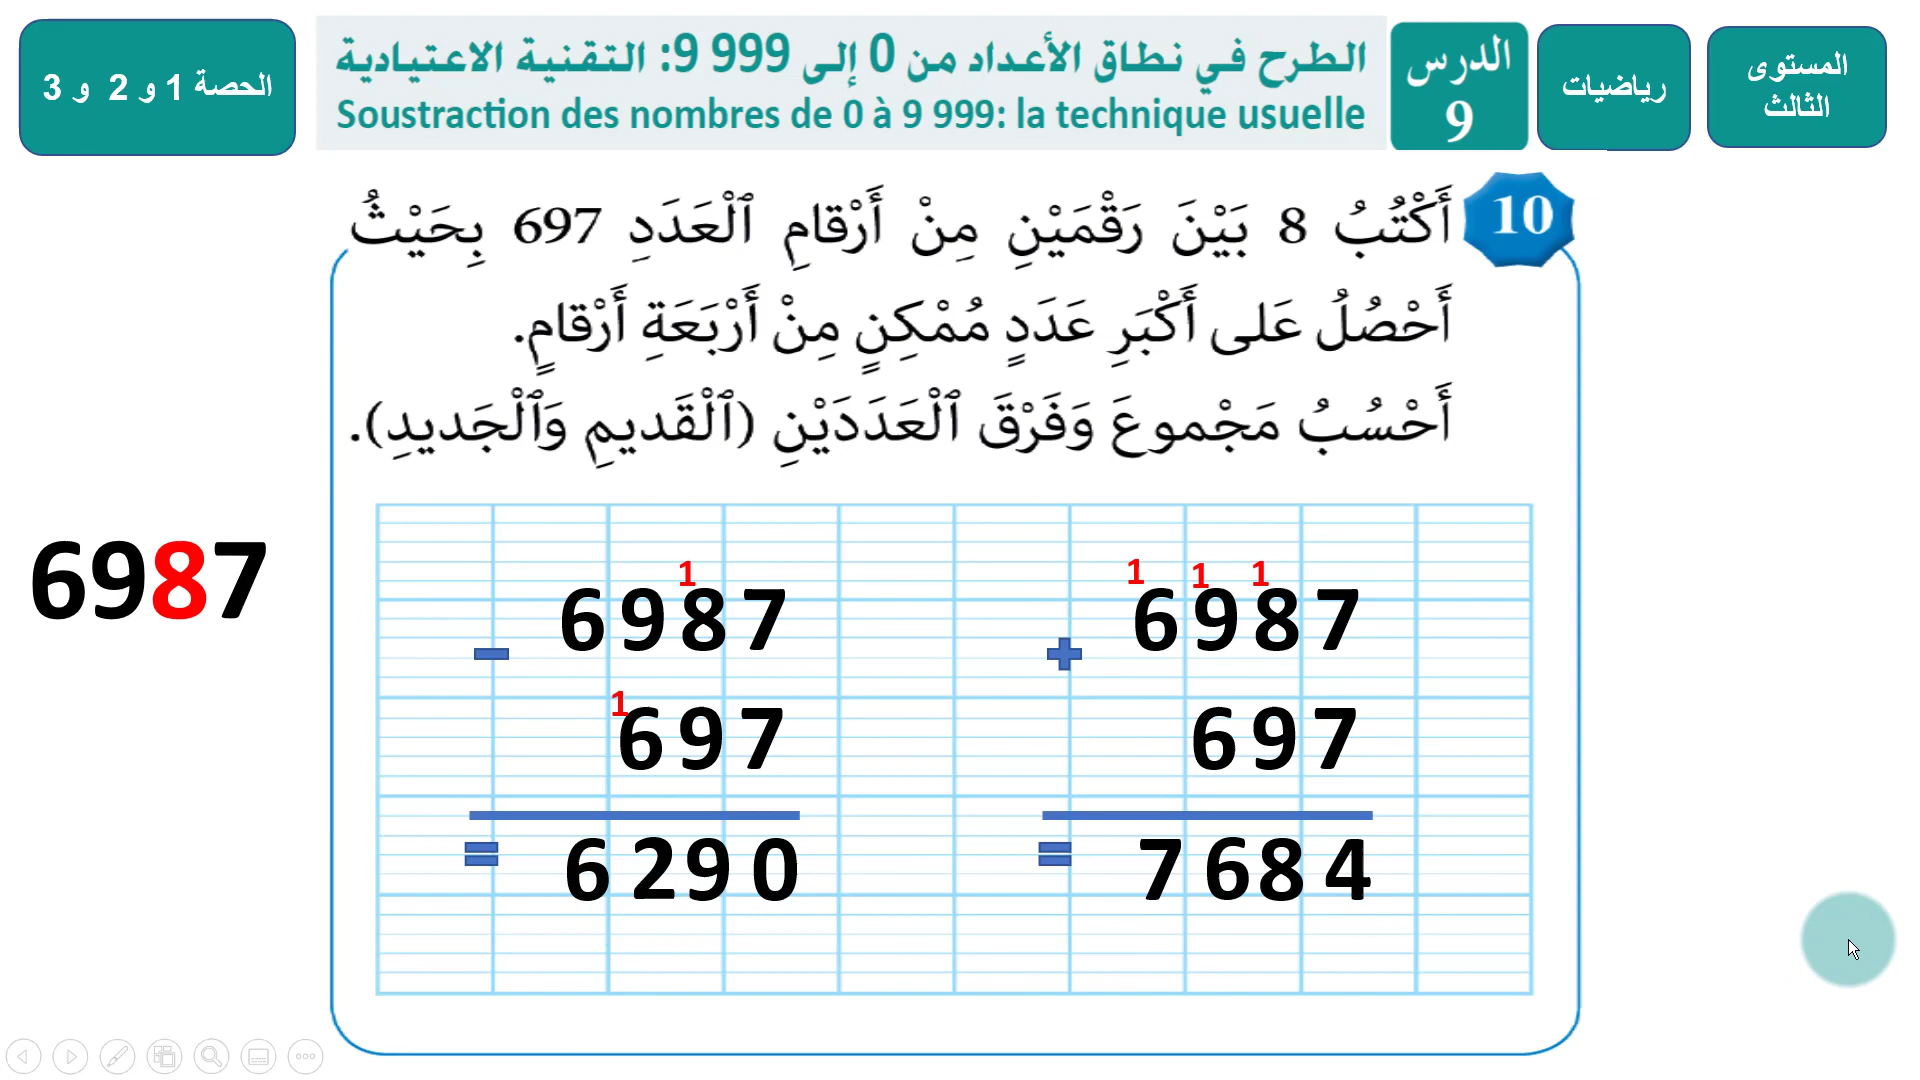 المستوى
الثالث
رياضيات
الدرس
9
الطرح في نطاق الأعداد من 0 إلى 999 9: التقنية الاعتيادية
Soustraction des nombres de 0 à 9 999: la technique usuelle
الحصة 1 و 2 و 3
10
أَكْتُبُ 8 بَيْنَ رَقْمَيْنِ مِنْ أَرْقامِ ٱلْعَدَدِ 697 بِحَيْثُ
أَحْصُلُ عَلى أَكْبَرِ عَدَدٍ مُمْكِنٍ مِنْ أَرْبَعَةِ أَرْقامٍ.
أَحْسُبُ مَجْموعَ وَفَرْقَ ٱلْعَدَدَيْنِ (ٱلْقَديمِ وَٱلْجَديدِ).
6987
1
6987
-
1
697
=
6290
1 1 1
6987
+
697
=
7684